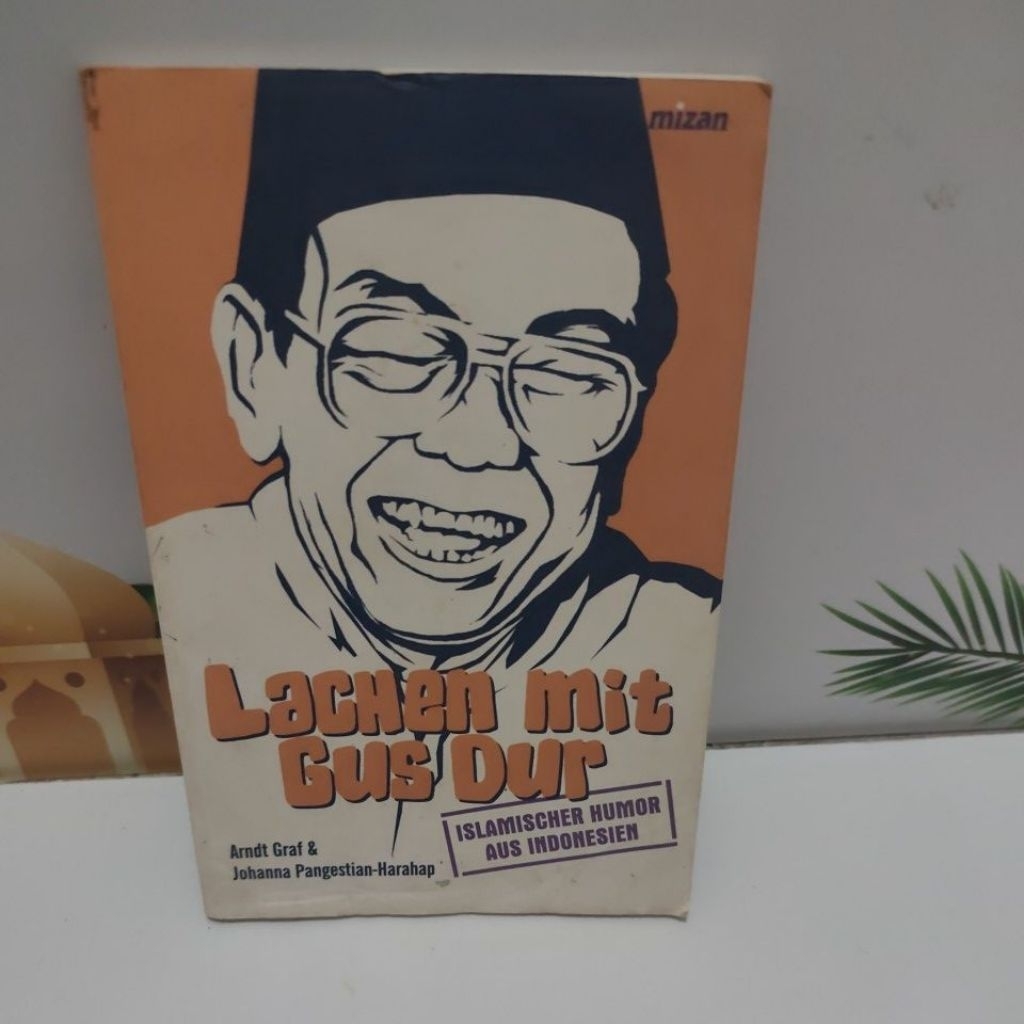 mizan
Lachen mit
Gus Dur
ISLAMISCHER HUMOR
AUS INDONESIEN
Arndt Graf &
Johanna Pangestian-Harahap